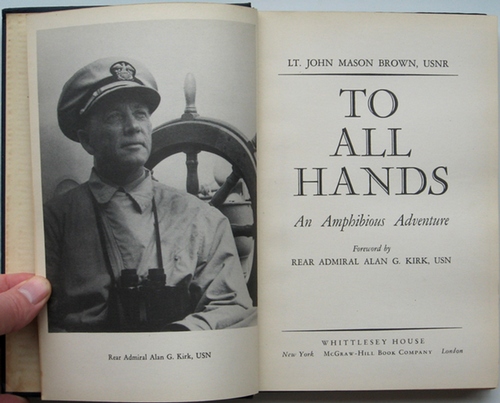 Rear Admiral Alan G. Kirk, USN
LT. JOHN MASON BROWN, USNR
TO
ALL
HANDS
An Amphibious Adventure
Foreword by
REAR ADMIRAL ALAN G. KIRK, USN
WHITTLESEY HOUSE
New York McGRAW-HILL BOOK COMPANY London